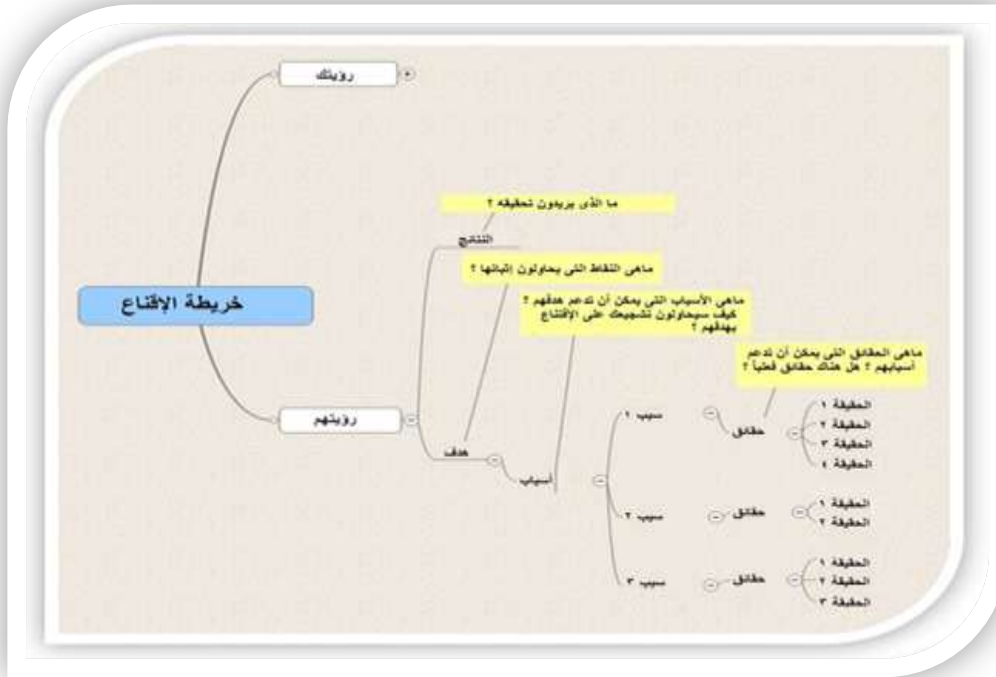 رؤيتك
ما الذى يريدون تحقيقه ؟
النتائج
ماهى النقاط التى يحاولون إثباتها ؟
خريطة الإقناع
ماهى الأسباب التى يمكن أن تدعم هدفهم ؟
كيف سيحاولون تشجيعك على الإقتناع
بهدفهم ؟
ماهى الحقائق التى يمكن أن تدعم
أسبابهم ؟ هل هناك حقائق فعلياً ؟
رؤيتهم
هدف
أسباب
سبب ١
حقائق
الحقيقة ١
الحقيقة ٢
الحقيقة ٣
الحقيقة ٤
سبب ٢
حقائق
الحقيقة ١
الحقيقة ٢
سبب ٣
حقائق
الحقيقة ١
الحقيقة ٢
الحقيقة ٣